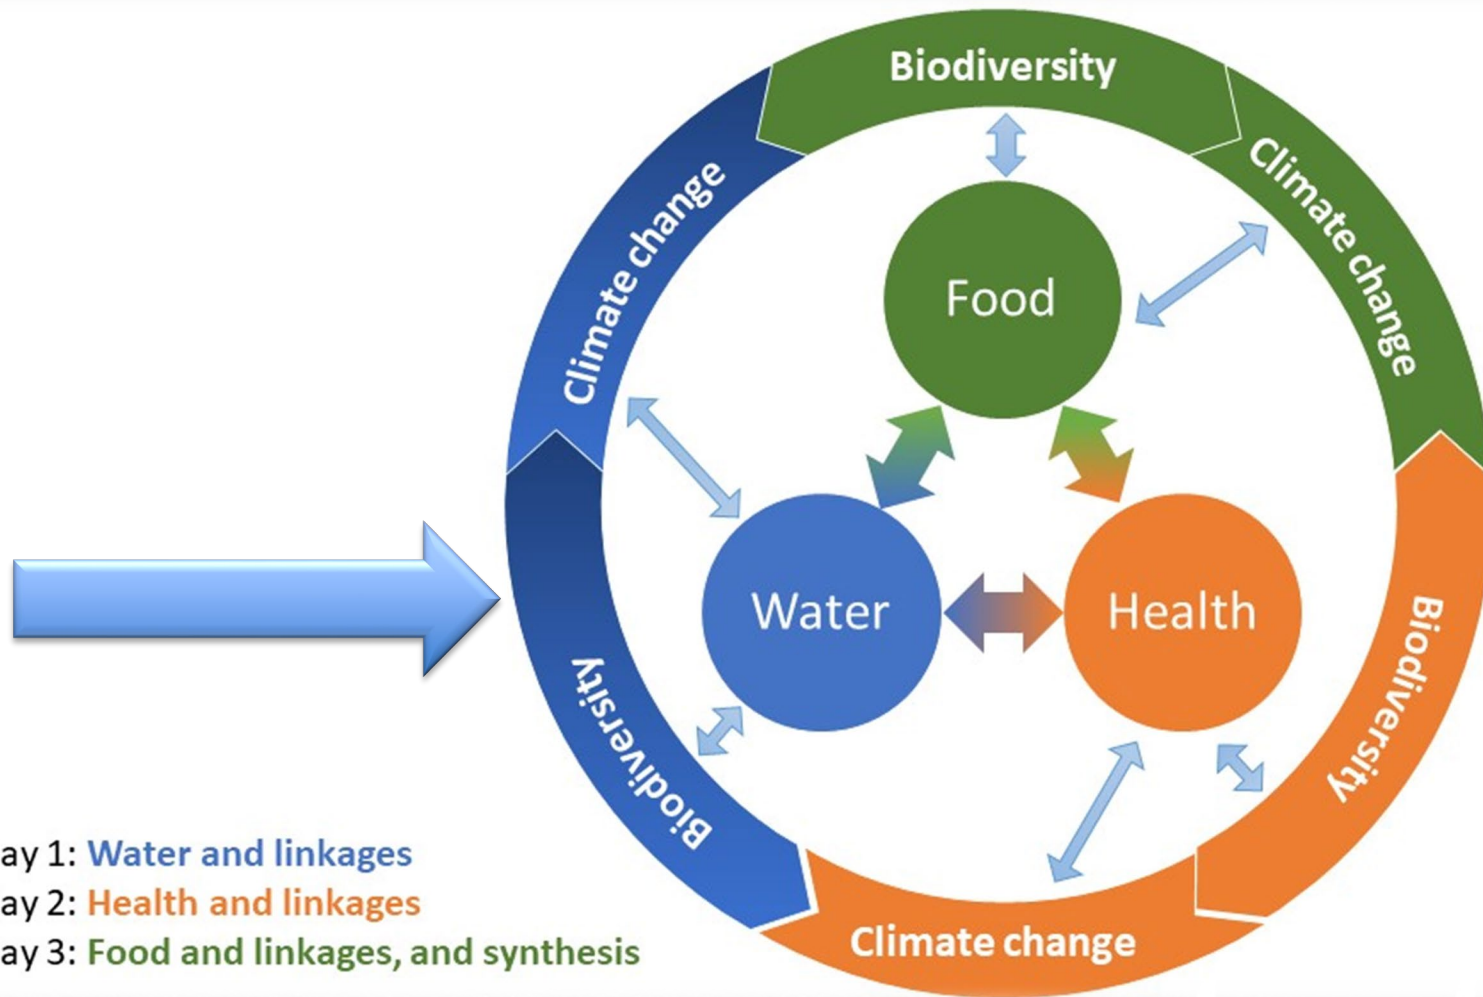 Biodiversity
Climate change
Climate change
Food
Water
Health
Biodiversity
Biodiversity
Climate change
ay 1: Water and linkages
ay 2: Health and linkages
ay 3: Food and linkages, and synthesis